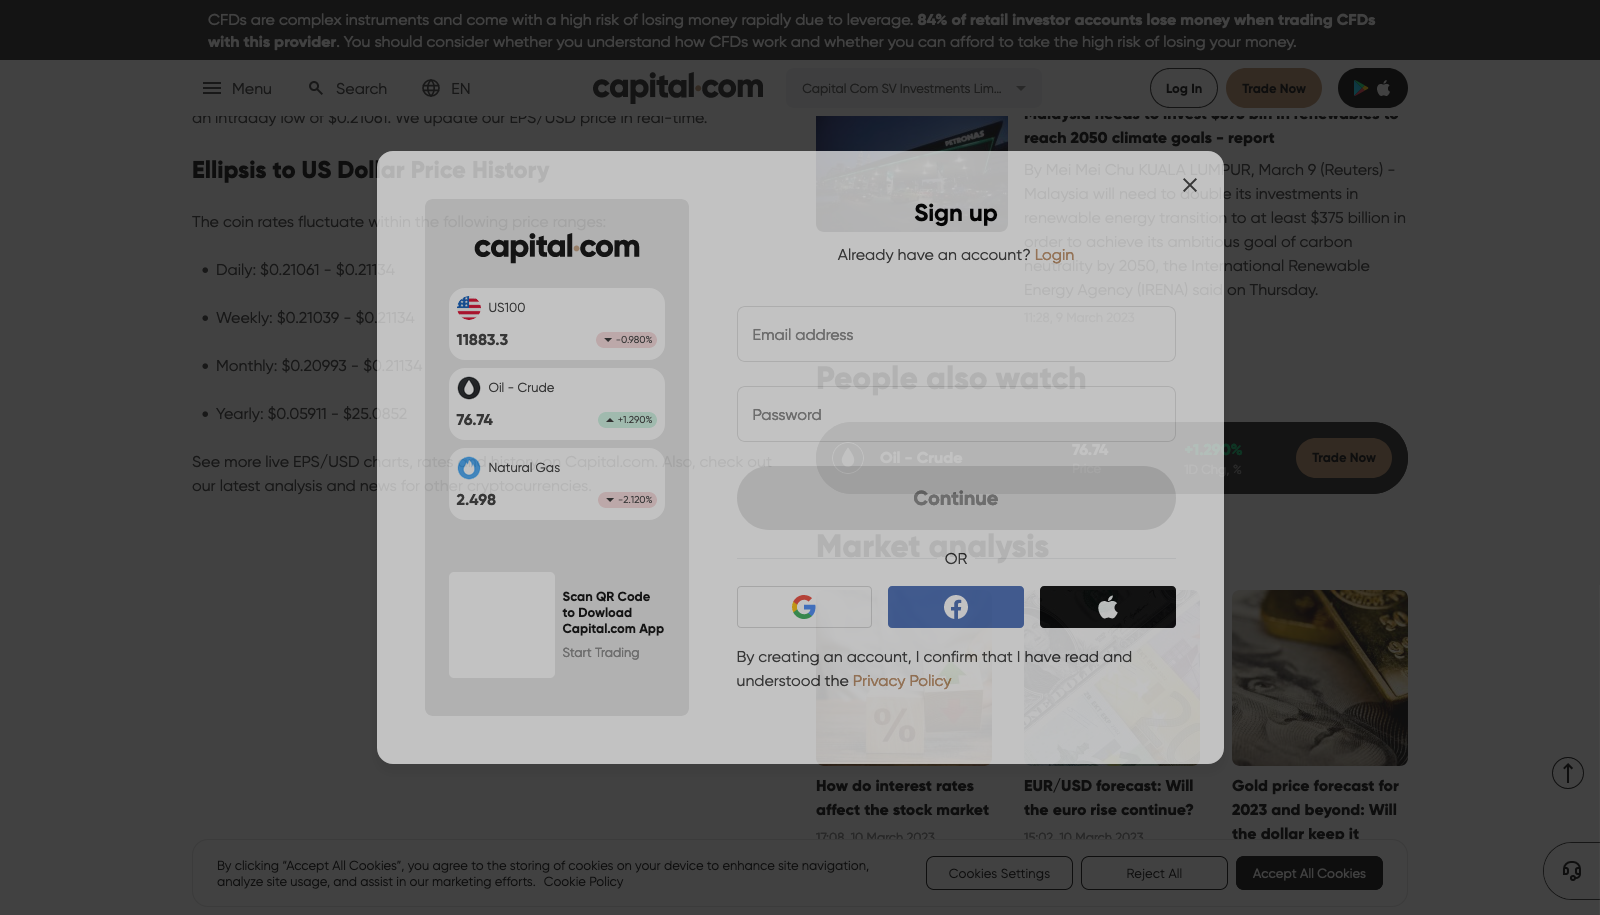 CFDs are complex instruments and come with a high risk of losing money rapidly due to leverage. 84% of retail investor accounts lose money when trading CFDs
with this provider. You should consider whether you understand how CFDs work and whether you can afford to take the high risk of losing your money.
Menu
Search
EN
capital.com
Capital Com SV Investments Lim...
Log In
Trade Now
an intraday low of $0.21061. We update our EPS/USD price in real-time.
Ellipsis to US Dollar Price History
The coin rates fluctuate within the following price ranges:
Daily: $0.21061 - $0.21134
Weekly: $0.21039 - $0.21134
Monthly: $0.20993 - $0.21134
Yearly: $0.05911 - $25.0852
See more live EPS/USD charts, rates and history on Capital.com. Also, check out
our latest analysis and news for other cryptocurrencies.
PETRONAS
Malaysia needs to invest $375 bln in renewables to
reach 2050 climate goals - report
By Mei Mei Chu KUALA LUMPUR, March 9 (Reuters) -
Malaysia will need to double its investments in
renewable energy transition to at least $375 billion in
order to achieve its ambitious goal of carbon
neutrality by 2050, the International Renewable
Energy Agency (IRENA) said on Thursday.
11:28, 9 March 2023
People also watch
Oil - Crude
76.74
Price
+1.290%
1D Chg, %
Trade Now
Market analysis
How do interest rates
affect the stock market
17:08, 10 March 2023
EUR/USD forecast: Will
the euro rise continue?
15:02, 10 March 2023
Gold price forecast for
2023 and beyond: Will
the dollar keep it
capital.com
US100
11883.3
-0.980%
Oil - Crude
76.74
+1.290%
Natural Gas
2.498
-2.120%
Scan QR Code
to Dowload
Capital.com App
Start Trading
Sign up
Already have an account? Login
Email address
Password
Continue
OR
By creating an account, I confirm that I have read and
understood the Privacy Policy
By clicking “Accept All Cookies”, you agree to the storing of cookies on your device to enhance site navigation,
analyze site usage, and assist in our marketing efforts. Cookie Policy
Cookies Settings
Reject All
Accept All Cookies